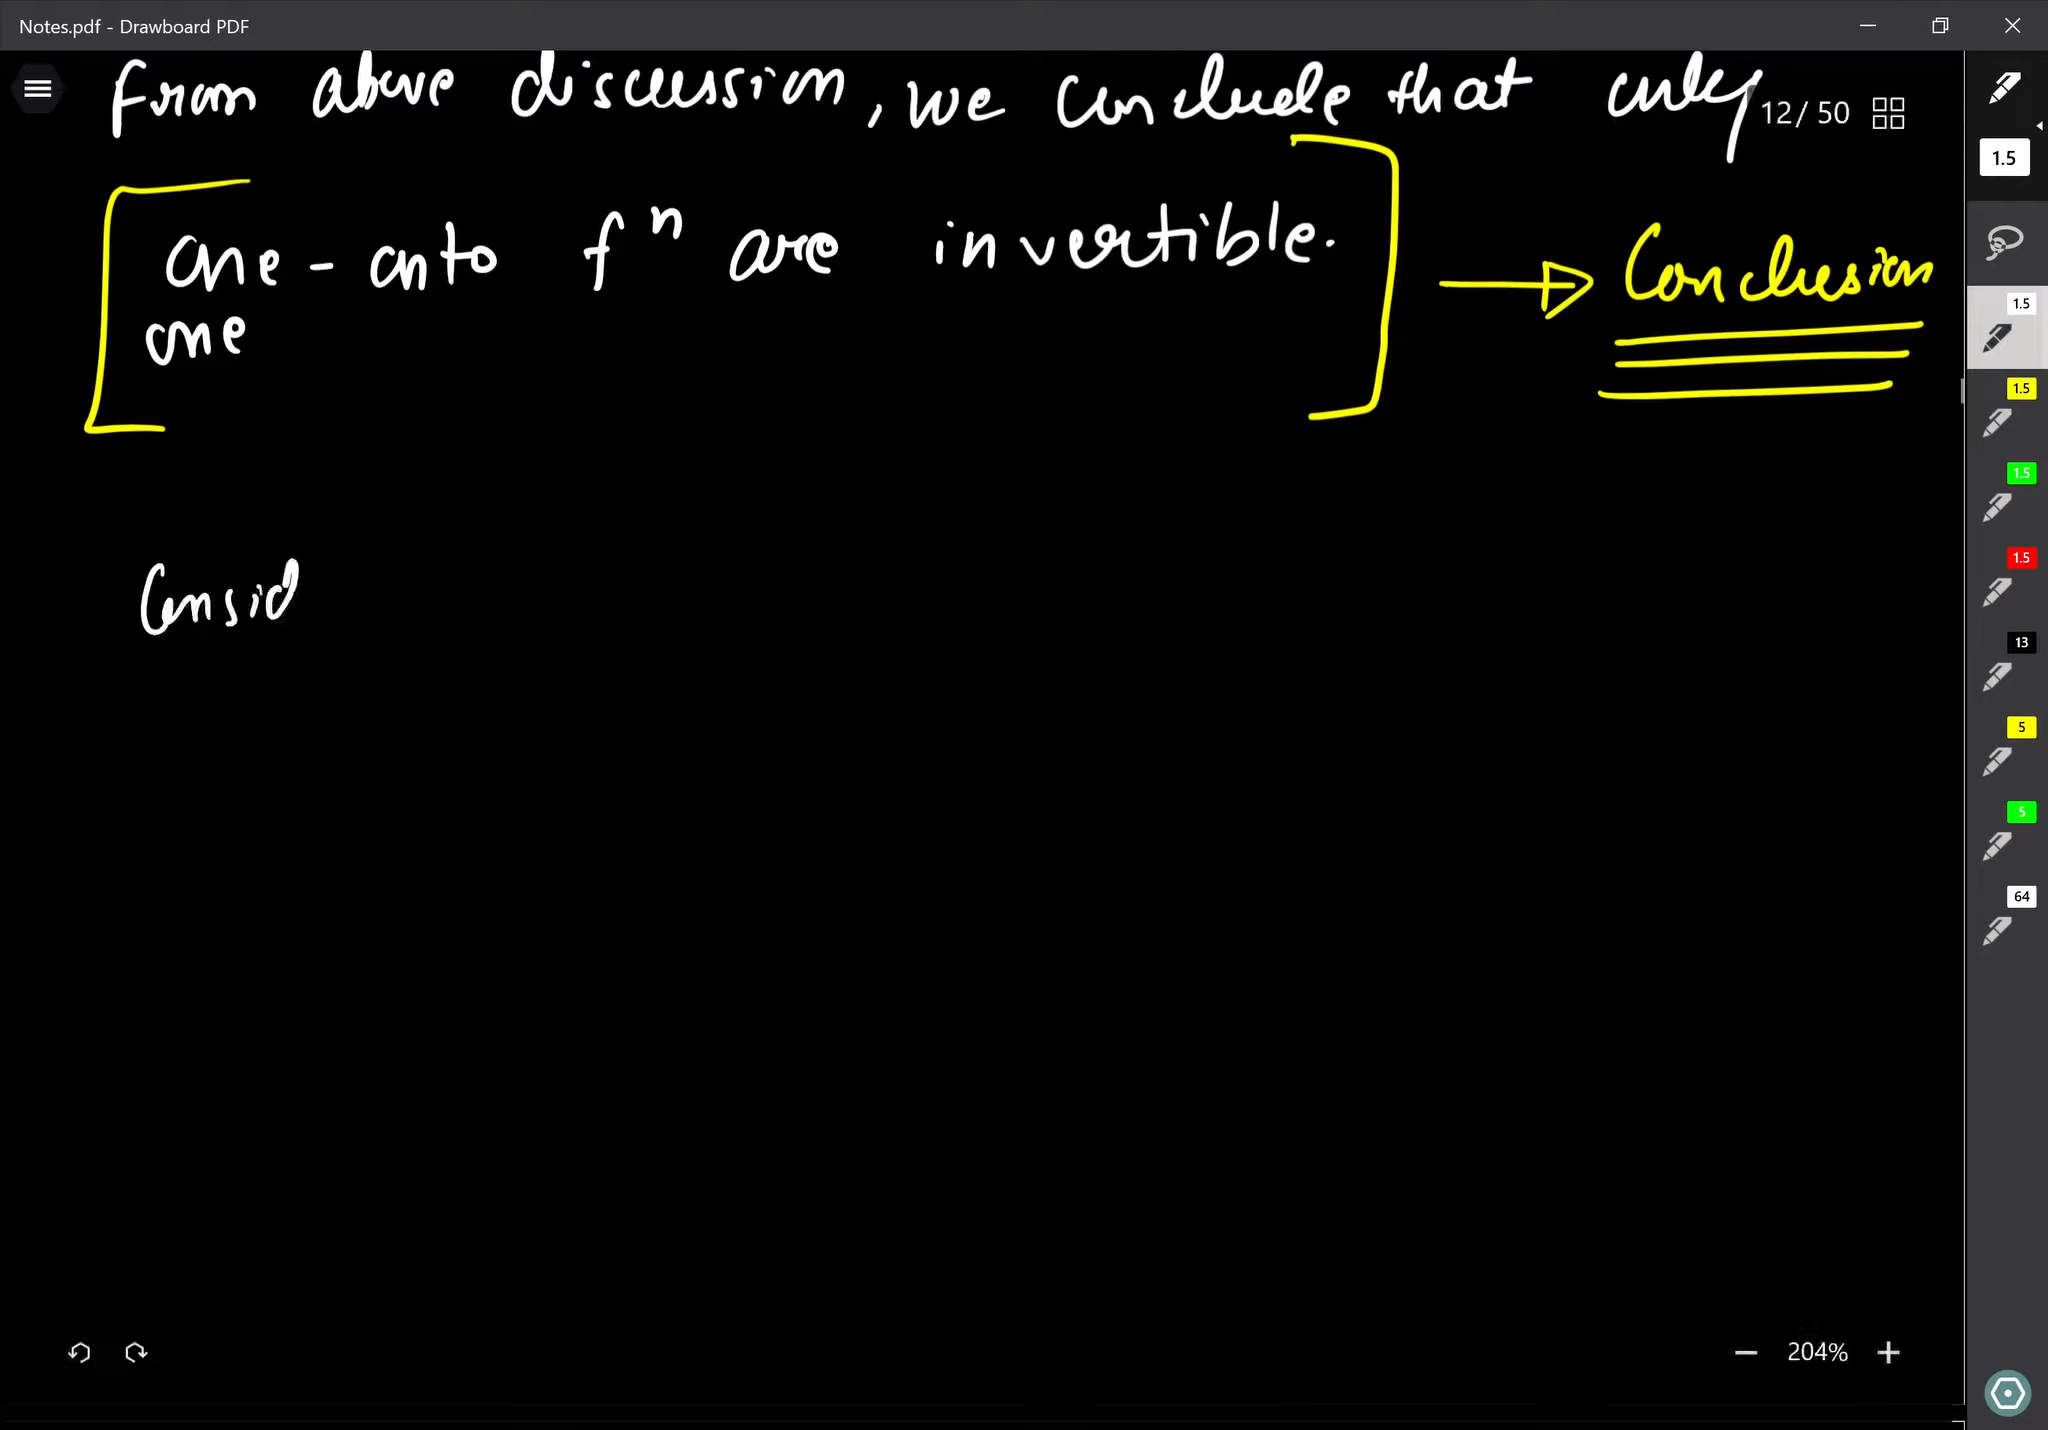 Notes.pdf - Drawboard PDF
from above discussion, we conclude that only
12/ 50
1.5
one - onto fⁿ are invertible.
one
Conclusion
1.5
1.5
1.5
1.5
13
5
5
64
Consid
204%